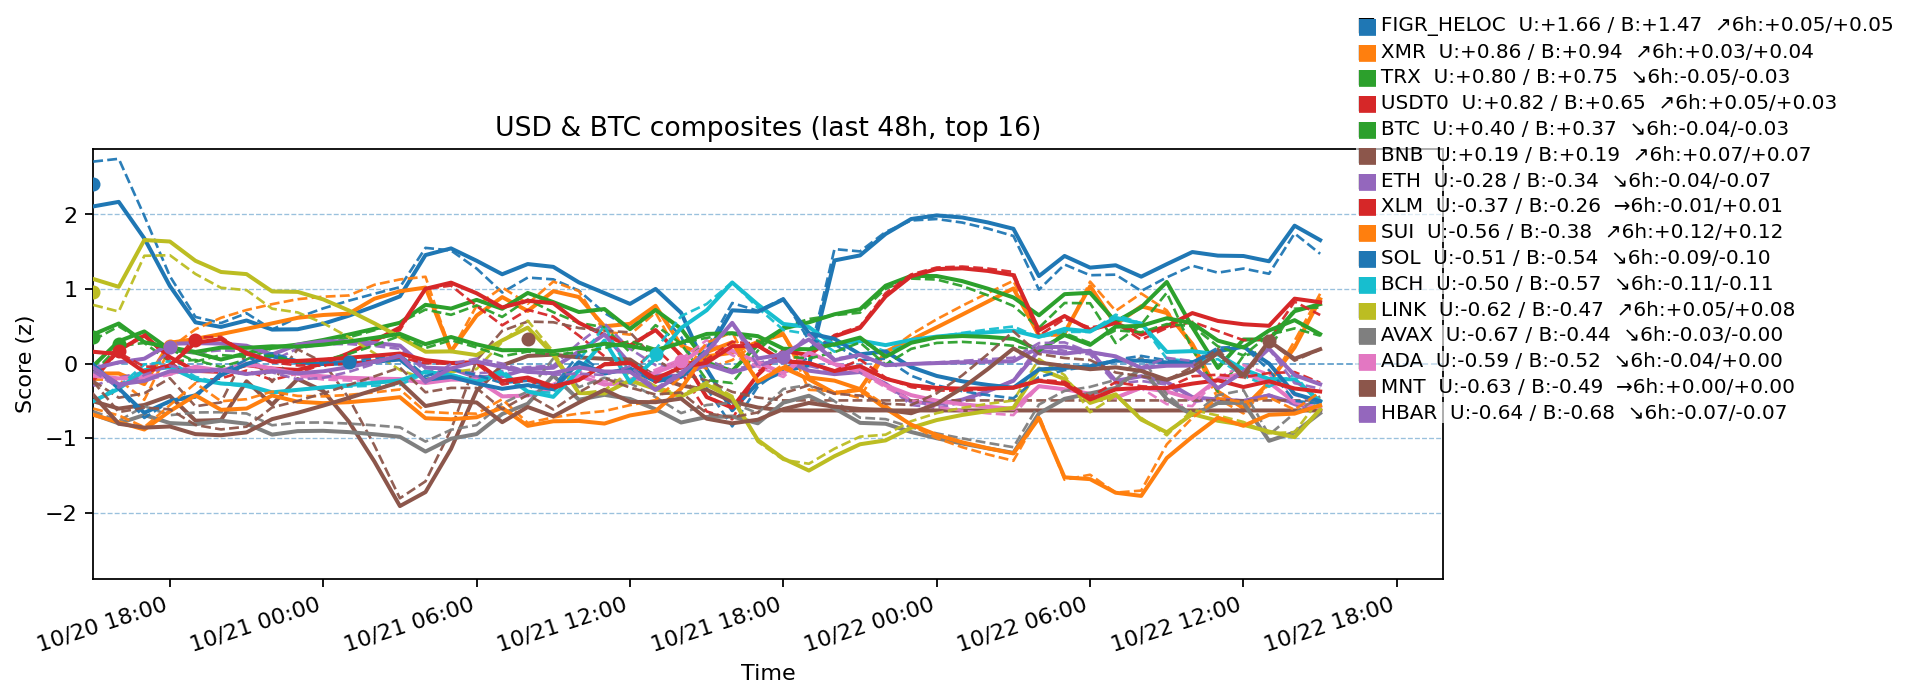 FIGR_HELOC U:+1.66 / B:+1.47 ↗6h:+0.05/+0.05
XMR U:+0.86 / B:+0.94 ↗6h:+0.03/+0.04
TRX U:+0.80 / B:+0.75 ↘6h:-0.05/-0.03
USDT0 U:+0.82 / B:+0.65 ↗6h:+0.05/+0.03
BTC U:+0.40 / B:+0.37 ↘6h:-0.04/-0.03
BNB U:+0.19 / B:+0.19 ↗6h:+0.07/+0.07
ETH U:-0.28 / B:-0.34 ↘6h:-0.04/-0.07
XLM U:-0.37 / B:-0.26 →6h:-0.01/+0.01
SUI U:-0.56 / B:-0.38 ↗6h:+0.12/+0.12
SOL U:-0.51 / B:-0.54 ↘6h:-0.09/-0.10
BCH U:-0.50 / B:-0.57 ↘6h:-0.11/-0.11
LINK U:-0.62 / B:-0.47 ↗6h:+0.05/+0.08
AVAX U:-0.67 / B:-0.44 ↘6h:-0.03/-0.00
ADA U:-0.59 / B:-0.52 ↘6h:-0.04/+0.00
MNT U:-0.63 / B:-0.49 →6h:+0.00/+0.00
HBAR U:-0.64 / B:-0.68 ↘6h:-0.07/-0.07
USD & BTC composites (last 48h, top 16)
Score (z)
2
1
0
−1
−2
10/20 18:00
10/21 00:00
10/21 06:00
10/21 12:00
10/21 18:00
10/22 00:00
10/22 06:00
10/22 12:00
10/22 18:00
Time